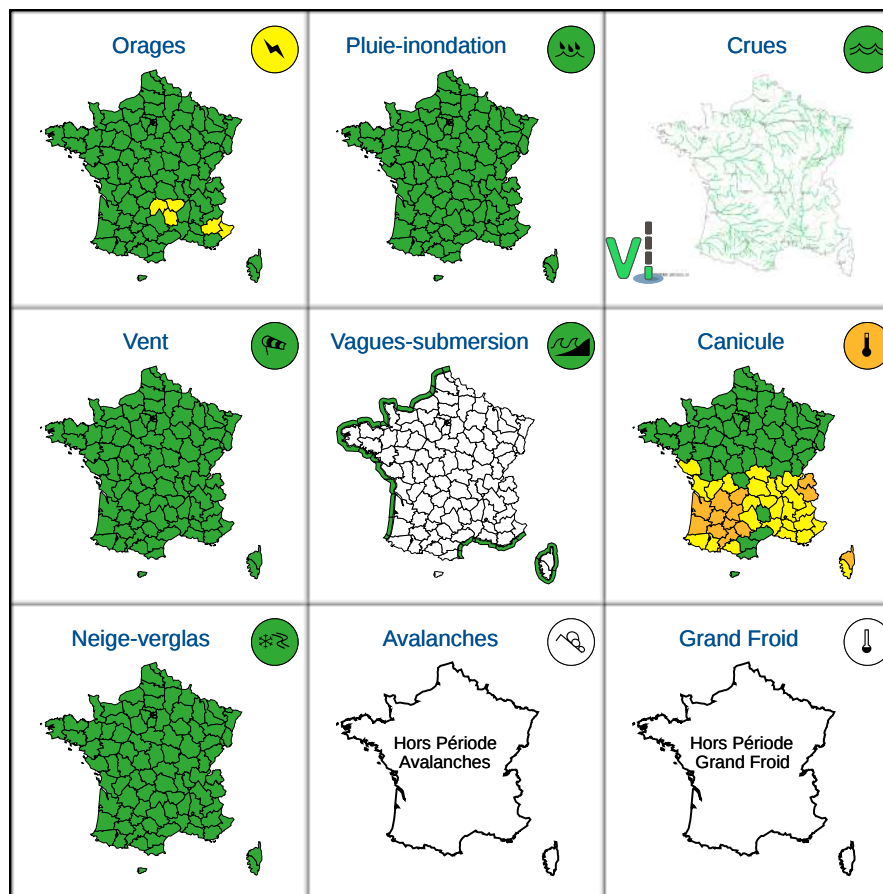 Orages
Pluie-inondation
Crues
Vent
Vagues-submersion
Canicule
Neige-verglas
Avalanches
Grand Froid
Hors Période
Avalanches
Hors Période
Grand Froid